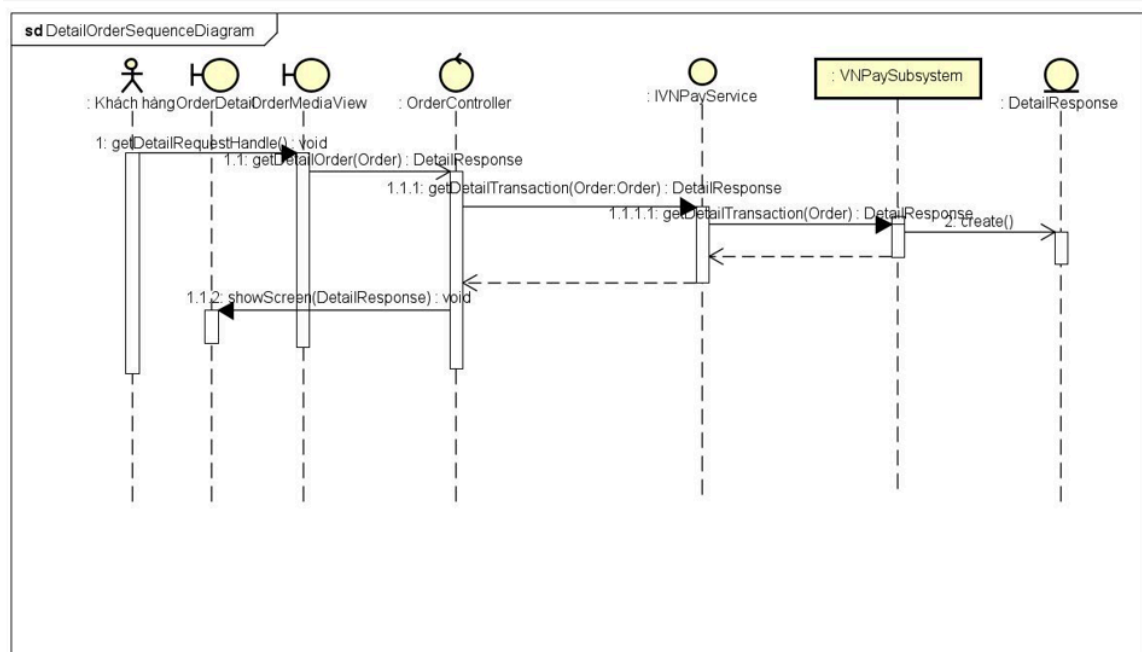 sd DetailOrderSequenceDiagram
: Khách hàng
OrderDetail
OrderMediaView
: OrderController
: IVNPayService
: VNPaySubsystem
: DetailResponse
1: getDetailRequestHandle() : void
1.1: getDetailOrder(Order) : DetailResponse
1.1.1: getDetailTransaction(Order:Order) : DetailResponse
1.1.1.1: getDetailTransaction(Order) : DetailResponse
2: create()
1.1.2: showScreen(DetailResponse) : void